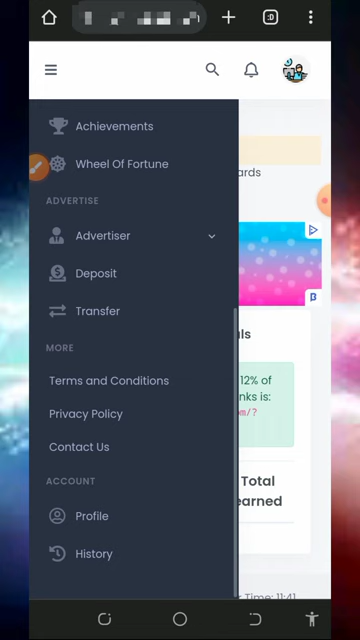 :D
Achievements
Wheel Of Fortune
ards
ADVERTISE
Advertiser
Deposit
Transfer
als
MORE
Terms and Conditions
12% of
nks is:
Privacy Policy
m/?
Contact Us
ACCOUNT
Total
earned
Profile
History
r Time: 11:41